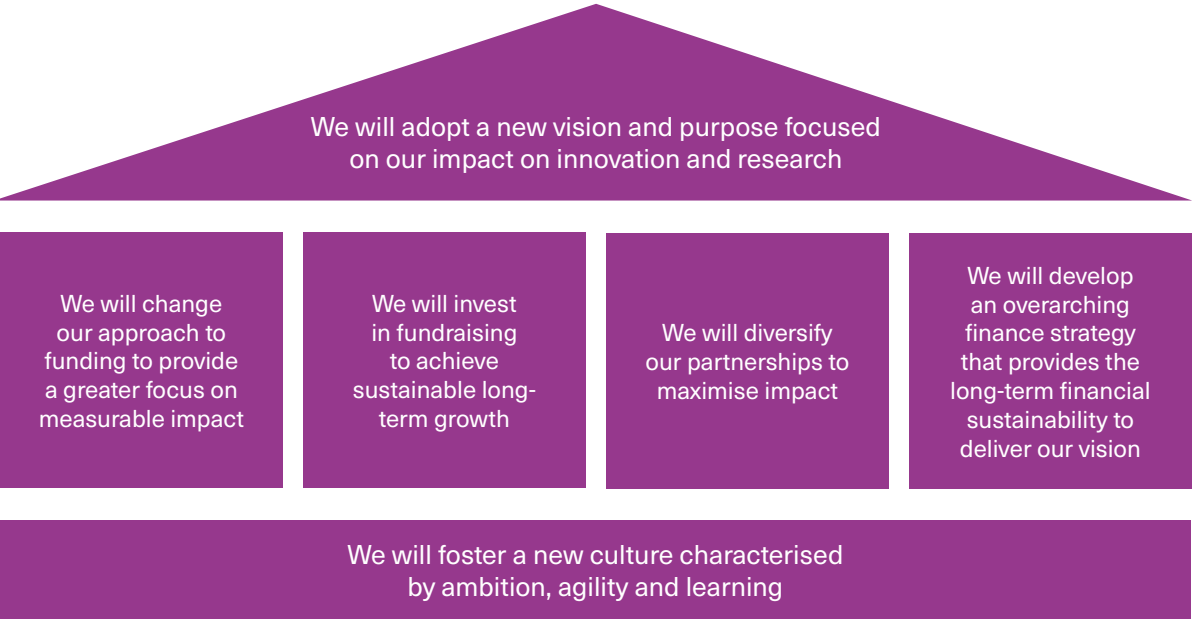 We will adopt a new vision and purpose focused
on our impact on innovation and research
We will change
our approach to
funding to provide
a greater focus on
measurable impact
We will invest
in fundraising
to achieve
sustainable long-
term growth
We will diversify
our partnerships to
maximise impact
We will develop
an overarching
finance strategy
that provides the
long-term financial
sustainability to
deliver our vision
We will foster a new culture characterised
by ambition, agility and learning